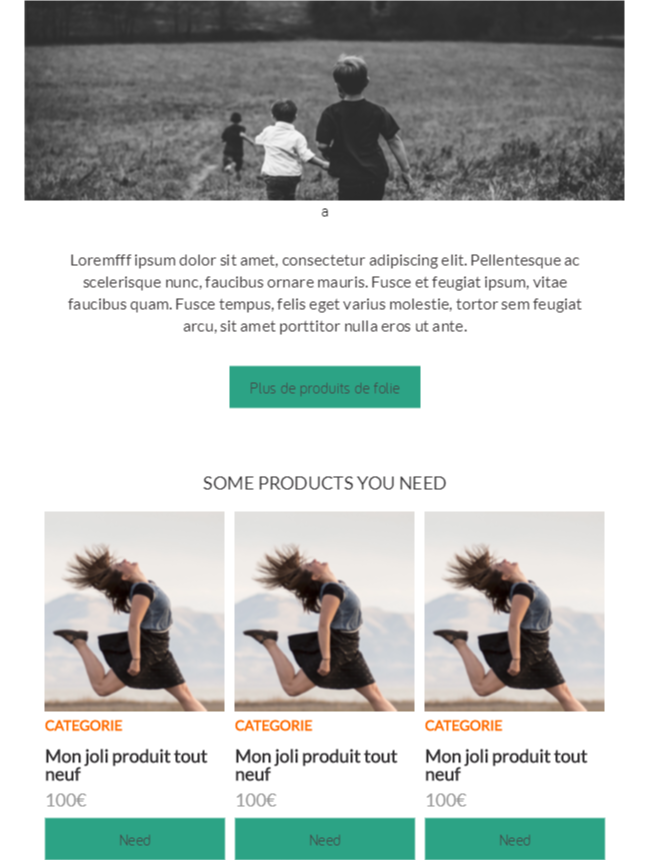 a
Loremfff ipsum dolor sit amet, consectetur adipiscing elit. Pellentesque ac
scelerisque nunc, faucibus ornare mauris. Fusce et feugiat ipsum, vitae
faucibus quam. Fusce tempus, felis eget varius molestie, tortor sem feugiat
arcu, sit amet porttitor nulla eros ut ante.
Plus de produits de folie
SOME PRODUCTS YOU NEED
CATEGORIE CATEGORIE CATEGORIE
Mon joli produit tout Mon joli produit tout Mon joli produit tout
neuf neuf neuf
100€ 100€ 100€
Need Need Need